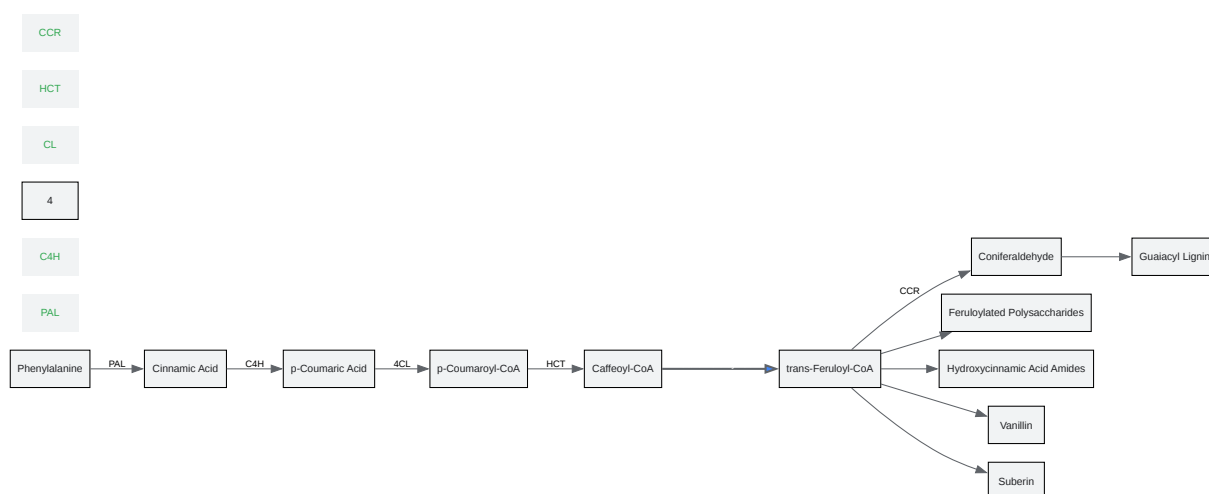 CCR
HCT
CL
4
C4H
PAL
Phenylalanine
PAL
Cinnamic Acid
C4H
p-Coumaric Acid
4CL
p-Coumaroyl-CoA
HCT
Caffeoyl-CoA
trans-Feruloyl-CoA
CCR
Coniferaldehyde
Guaiacyl Lignin
Feruloylated Polysaccharides
Hydroxycinnamic Acid Amides
Vanillin
Suberin